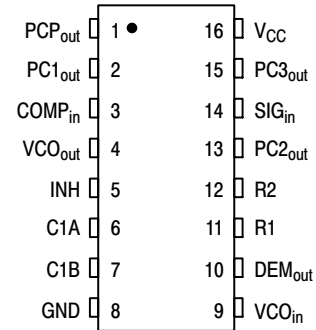 PCPout 1 16 VCC
PC1out 2 15 PC3out
COMPin 3 14 SIGin
VCOout 4 13 PC2out
INH 5 12 R2
C1A 6 11 R1
C1B 7 10 DEMout
GND 8 9 VCOin